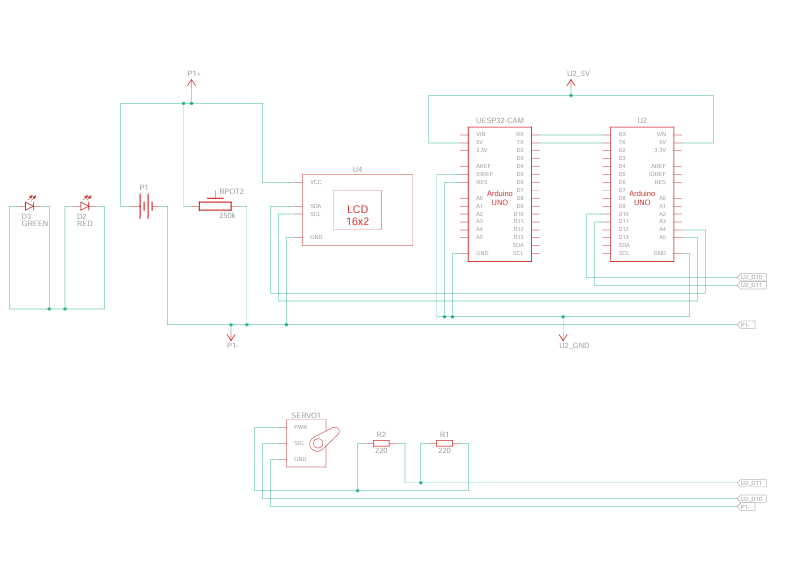 P1+
U2_5V
UESP32-CAM
U2
VIN
5V
3.3V
AREF
IOREF
RES
A0
A1
A2
A3
A4
A5
GND
RX
TX
D2
D3
D4
D5
D6
D7
D8
D9
D10
D11
D12
D13
SDA
SCL
Arduino
UNO
RX
TX
D2
D3
D4
D5
D6
D7
D8
D9
D10
D11
D12
D13
SDA
SCL
VIN
5V
3.3V
AREF
IOREF
RES
A0
A1
A2
A3
A4
A5
GND
Arduino
UNO
U4
VCC
SDA
SCL
GND
LCD
16x2
P1
RPOT2
250k
D3
GREEN
D2
RED
U2_D10
U2_D11
P1-
P1-
U2_GND
SERVO1
PWR
SIG
GND
R2
220
R1
220
U2_D11
U2_D10
P1-